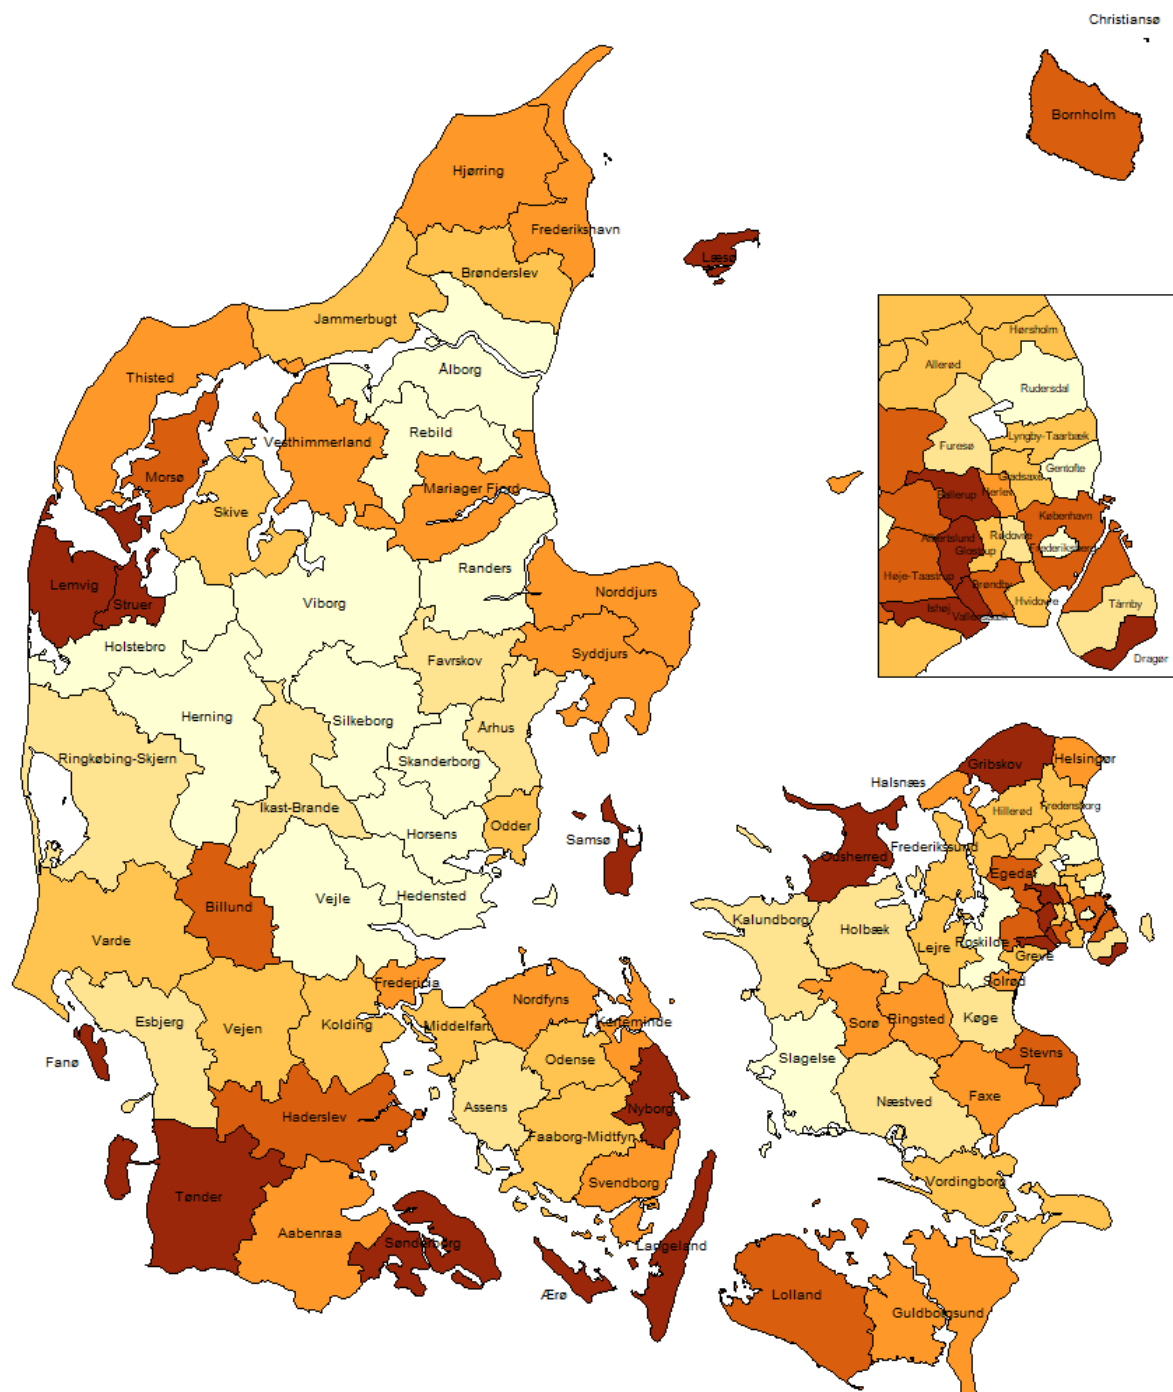 Christiansø
Bornholm
Hjørring
Frederikshavn
Læsø
Brønderslev
Jammerbugt
Hørsholm
Allerød
Ålborg
Thisted
Rudersdal
Rebild
Vesthimmerland
Lyngby-Taarbæk
Furesø
Gentofte
Gladsaxe
Morsø
Mariager Fjord
Ballerup
Herlev
Skive
København
Albertslund
Rødovre
Frederiksberg
Glostrup
Randers
Lemvig
Høje-Taastrup
Brøndby
Norddjurs
Struer
Viborg
Hvidovre
Tårnby
Ishøj
Vallensbæk
Holstebro
Syddjurs
Favrskov
Dragør
Herning
Silkeborg
Århus
Ringkøbing-Skjern
Skanderborg
Gribskov
Helsingør
Halsnæs
Ikast-Brande
Fredensborg
Hillerød
Odder
Horsens
Samsø
Frederikssund
Odsherred
Egedal
Vejle
Hedensted
Billund
Kalundborg
Holbæk
Varde
Roskilde
Lejre
Greve
Fredericia
Solrød
Nordfyns
Esbjerg
Vejen
Kolding
Middelfart
Kerteminde
Sorø
Ringsted
Køge
Stevns
Slagelse
Odense
Fanø
Faxe
Næstved
Assens
Nyborg
Haderslev
Faaborg-Midtfyn
Svendborg
Vordingborg
Tønder
Aabenraa
Sønderborg
Langeland
Ærø
Lolland
Guldborgsund